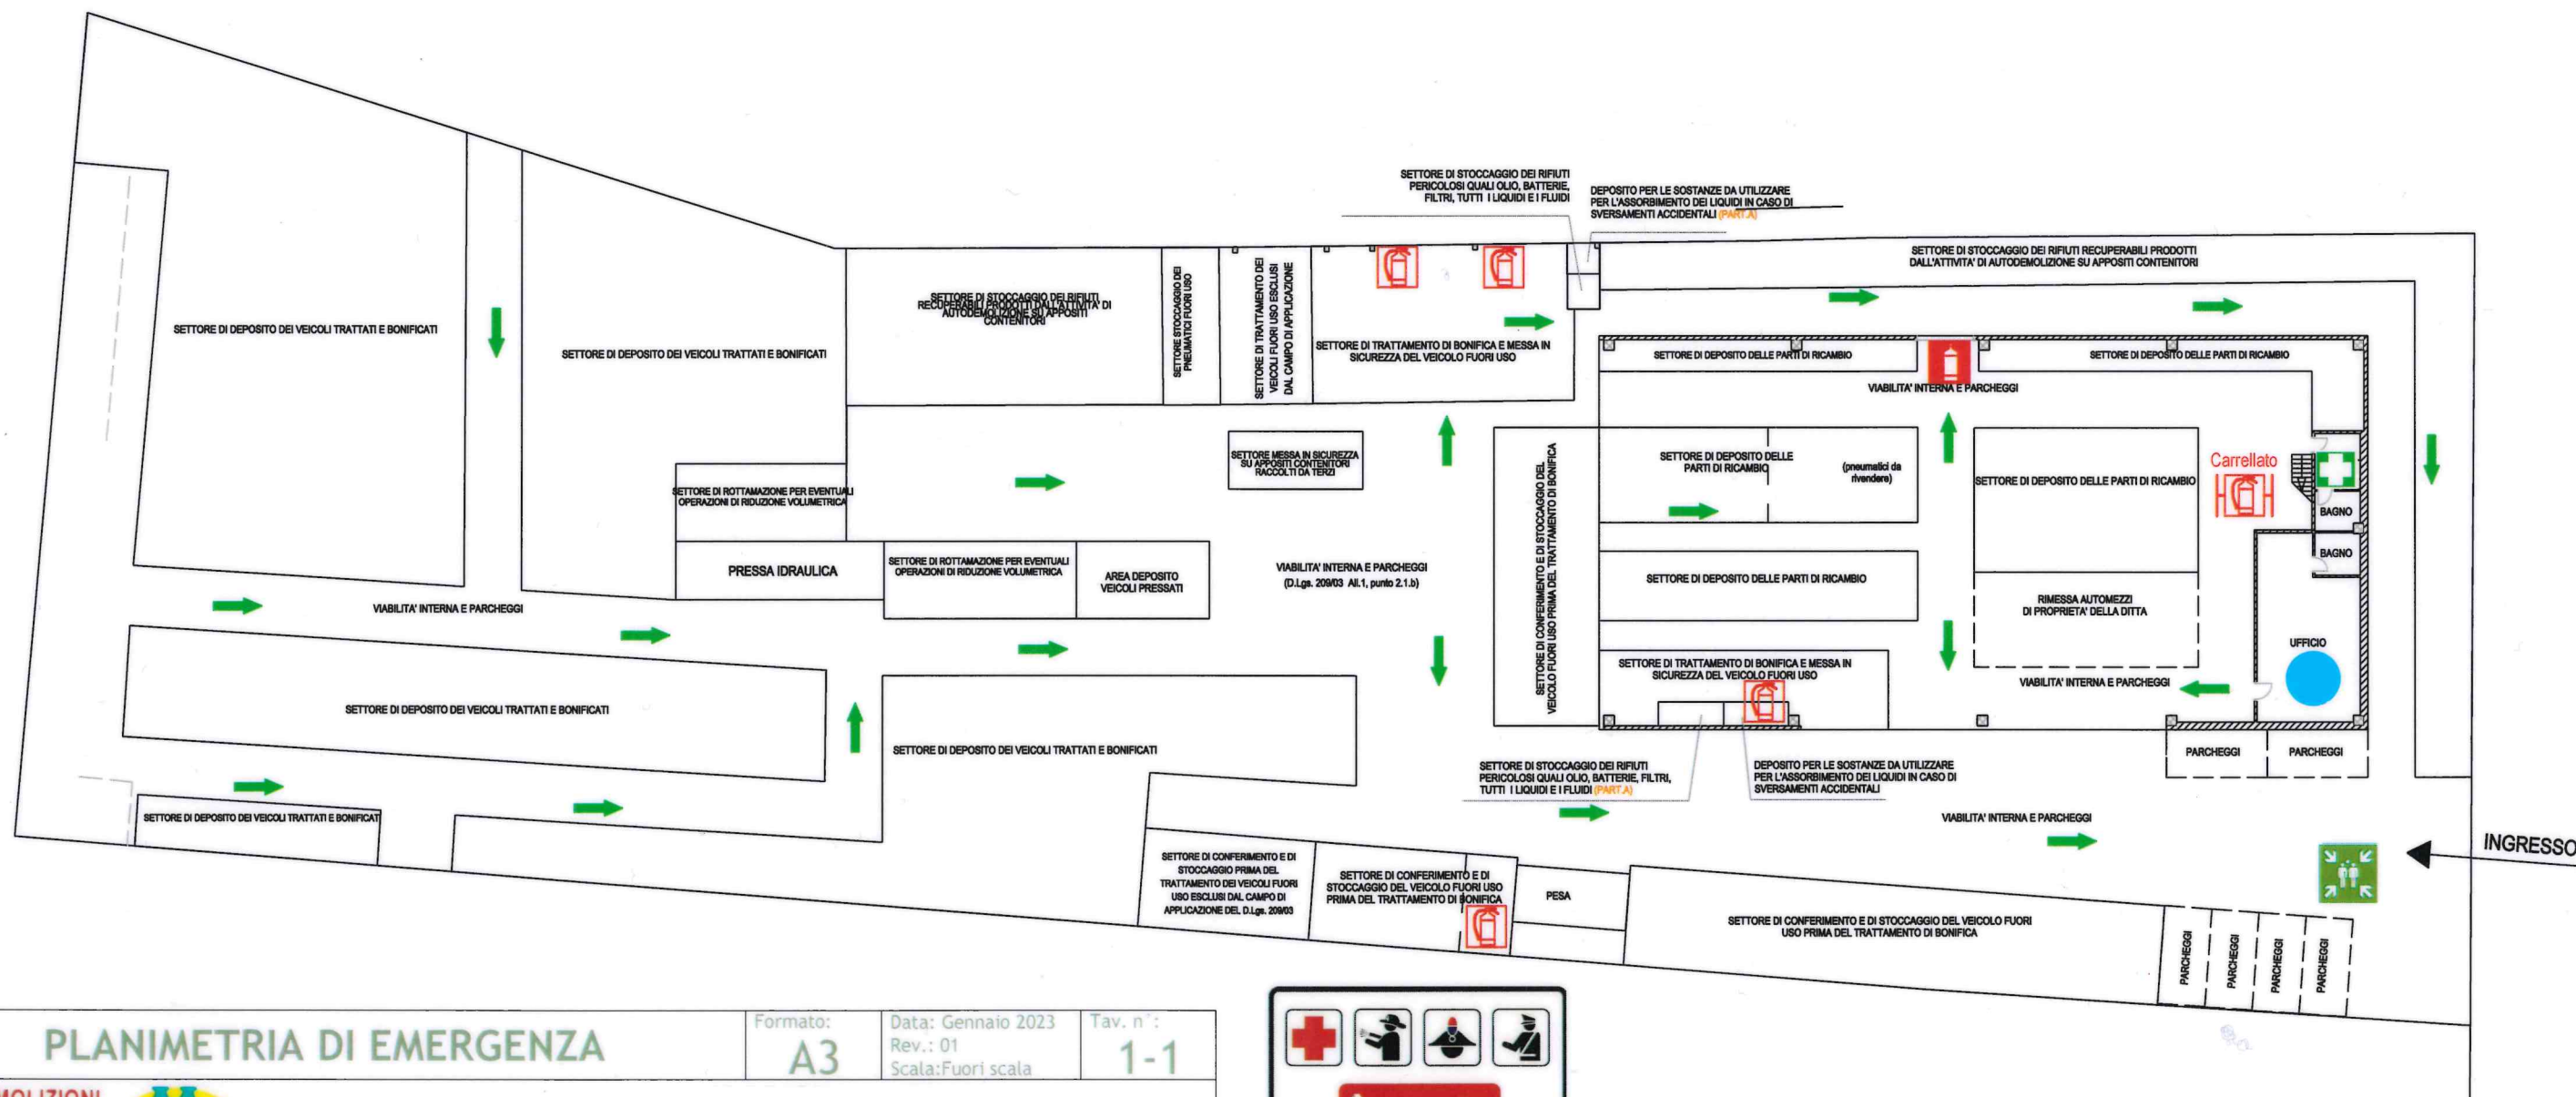 SETTORE DI STOCCAGGIO DEI RIFIUTI
PERICOLOSI QUALI OLIO, BATTERIE,
FILTRI, TUTTI I LIQUIDI E I FLUIDI
DEPOSITO PER LE SOSTANZE DA UTILIZZARE
PER L'ASSORBIMENTO DEI LIQUIDI IN CASO DI
SVERSAMENTI ACCIDENTALI (PART.A)
SETTORE DI STOCCAGGIO DEI RIFIUTI RECUPERABILI PRODOTTI
DALL'ATTIVITA' DI AUTODEMOLIZIONE SU APPOSITI CONTENITORI
SETTORE DI DEPOSITO DEI VEICOLI TRATTATI E BONIFICATI
SETTORE DI DEPOSITO DEI VEICOLI TRATTATI E BONIFICATI
SETTORE DI STOCCAGGIO DEI RIFIUTI
RECUPERABILI PRODOTTI DALL'ATTIVITA' DI
AUTODEMOLIZIONE SU APPOSITI
CONTENITORI
SETTORE STOCCAGGIO DEI
PNEUMATICI FUORI USO
SETTORE DI TRATTAMENTO DEI
VEICOLI FUORI USO ESCLUSI
DAL CAMPO DI APPLICAZIONE
SETTORE DI TRATTAMENTO DI BONIFICA E MESSA IN
SICUREZZA DEL VEICOLO FUORI USO
SETTORE DI DEPOSITO DELLE PARTI DI RICAMBIO
SETTORE DI DEPOSITO DELLE PARTI DI RICAMBIO
VIABILITA' INTERNA E PARCHEGGI
SETTORE MESSA IN SICUREZZA
SU APPOSITI CONTENITORI
RACCOLTI DA TERZI
SETTORE DI CONFERIMENTO E DI STOCCAGGIO DEL
VEICOLO FUORI USO PRIMA DEL TRATTAMENTO DI BONIFICA
SETTORE DI DEPOSITO DELLE
PARTI DI RICAMBIO
(pneumatici da
rivendere)
SETTORE DI DEPOSITO DELLE PARTI DI RICAMBIO
Carrellato
BAGNO
BAGNO
SETTORE DI ROTTAMAZIONE PER EVENTUALI
OPERAZIONI DI RIDUZIONE VOLUMETRICA
PRESSA IDRAULICA
SETTORE DI ROTTAMAZIONE PER EVENTUALI
OPERAZIONI DI RIDUZIONE VOLUMETRICA
AREA DEPOSITO
VEICOLI PRESSATI
VIABILITA' INTERNA E PARCHEGGI
(D.Lgs. 209/03 All.1, punto 2.1.b)
SETTORE DI DEPOSITO DELLE PARTI DI RICAMBIO
RIMESSA AUTOMEZZI
DI PROPRIETA' DELLA DITTA
UFFICIO
VIABILITA' INTERNA E PARCHEGGI
SETTORE DI TRATTAMENTO DI BONIFICA E MESSA IN
SICUREZZA DEL VEICOLO FUORI USO
VIABILITA' INTERNA E PARCHEGGI
SETTORE DI DEPOSITO DEI VEICOLI TRATTATI E BONIFICATI
SETTORE DI DEPOSITO DEI VEICOLI TRATTATI E BONIFICATI
PARCHEGGI
PARCHEGGI
SETTORE DI STOCCAGGIO DEI RIFIUTI
PERICOLOSI QUALI OLIO, BATTERIE, FILTRI,
TUTTI I LIQUIDI E I FLUIDI (PART.A)
DEPOSITO PER LE SOSTANZE DA UTILIZZARE
PER L'ASSORBIMENTO DEI LIQUIDI IN CASO DI
SVERSAMENTI ACCIDENTALI
SETTORE DI DEPOSITO DEI VEICOLI TRATTATI E BONIFICAT
VIABILITA' INTERNA E PARCHEGGI
INGRESSO
SETTORE DI CONFERIMENTO E DI
STOCCAGGIO PRIMA DEL
TRATTAMENTO DEI VEICOLI FUORI
USO ESCLUSI DAL CAMPO DI
APPLICAZIONE DEL D.Lgs. 209/03
SETTORE DI CONFERIMENTO E DI
STOCCAGGIO DEL VEICOLO FUORI USO
PRIMA DEL TRATTAMENTO DI BONIFICA
PESA
SETTORE DI CONFERIMENTO E DI STOCCAGGIO DEL VEICOLO FUORI
USO PRIMA DEL TRATTAMENTO DI BONIFICA
PARCHEGGI
PARCHEGGI
PARCHEGGI
PARCHEGGI
PLANIMETRIA DI EMERGENZA
Formato:
A3
Data: Gennaio 2023
Rev.: 01
Scala:Fuori scala
Tav. n°:
1-1